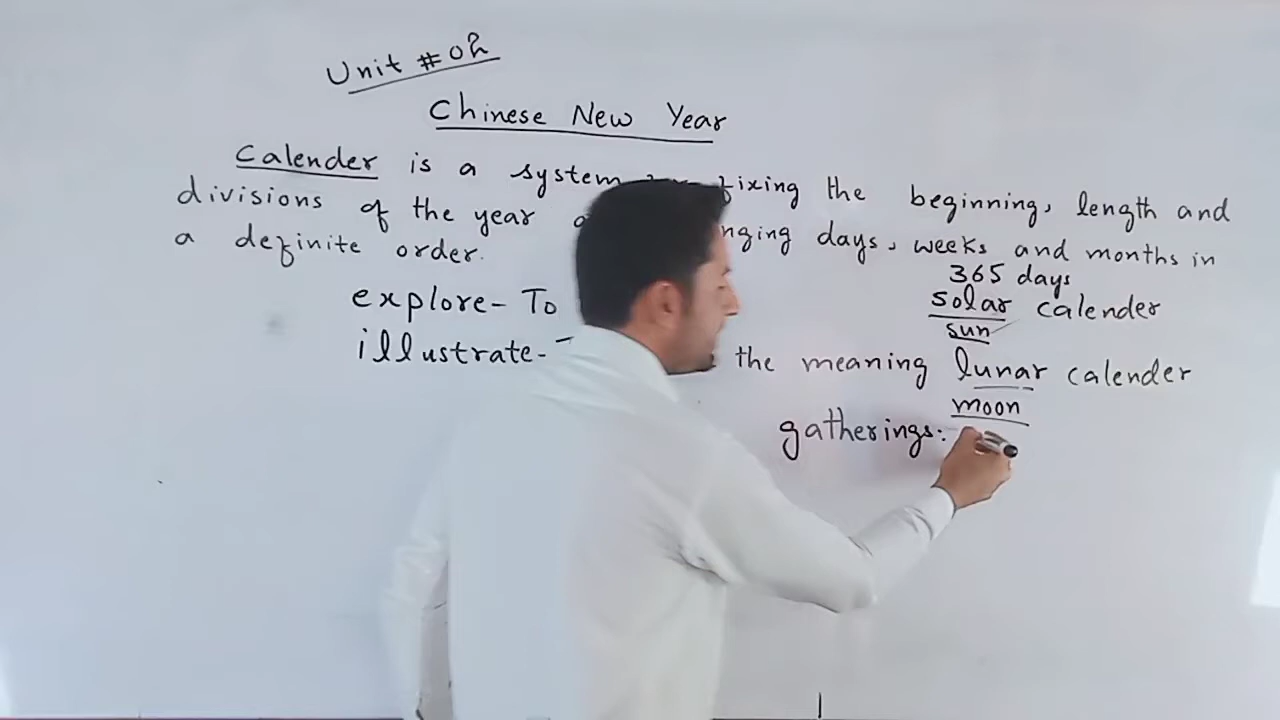 Unit #02
Chinese New Year
Calender is a system fixing the beginning, length and
divisions of the year days, weeks and months in
a definite order.
365 days
explore- To
solar calender
sun
illustrate- the meaning
lunar calender
moon
gatherings: